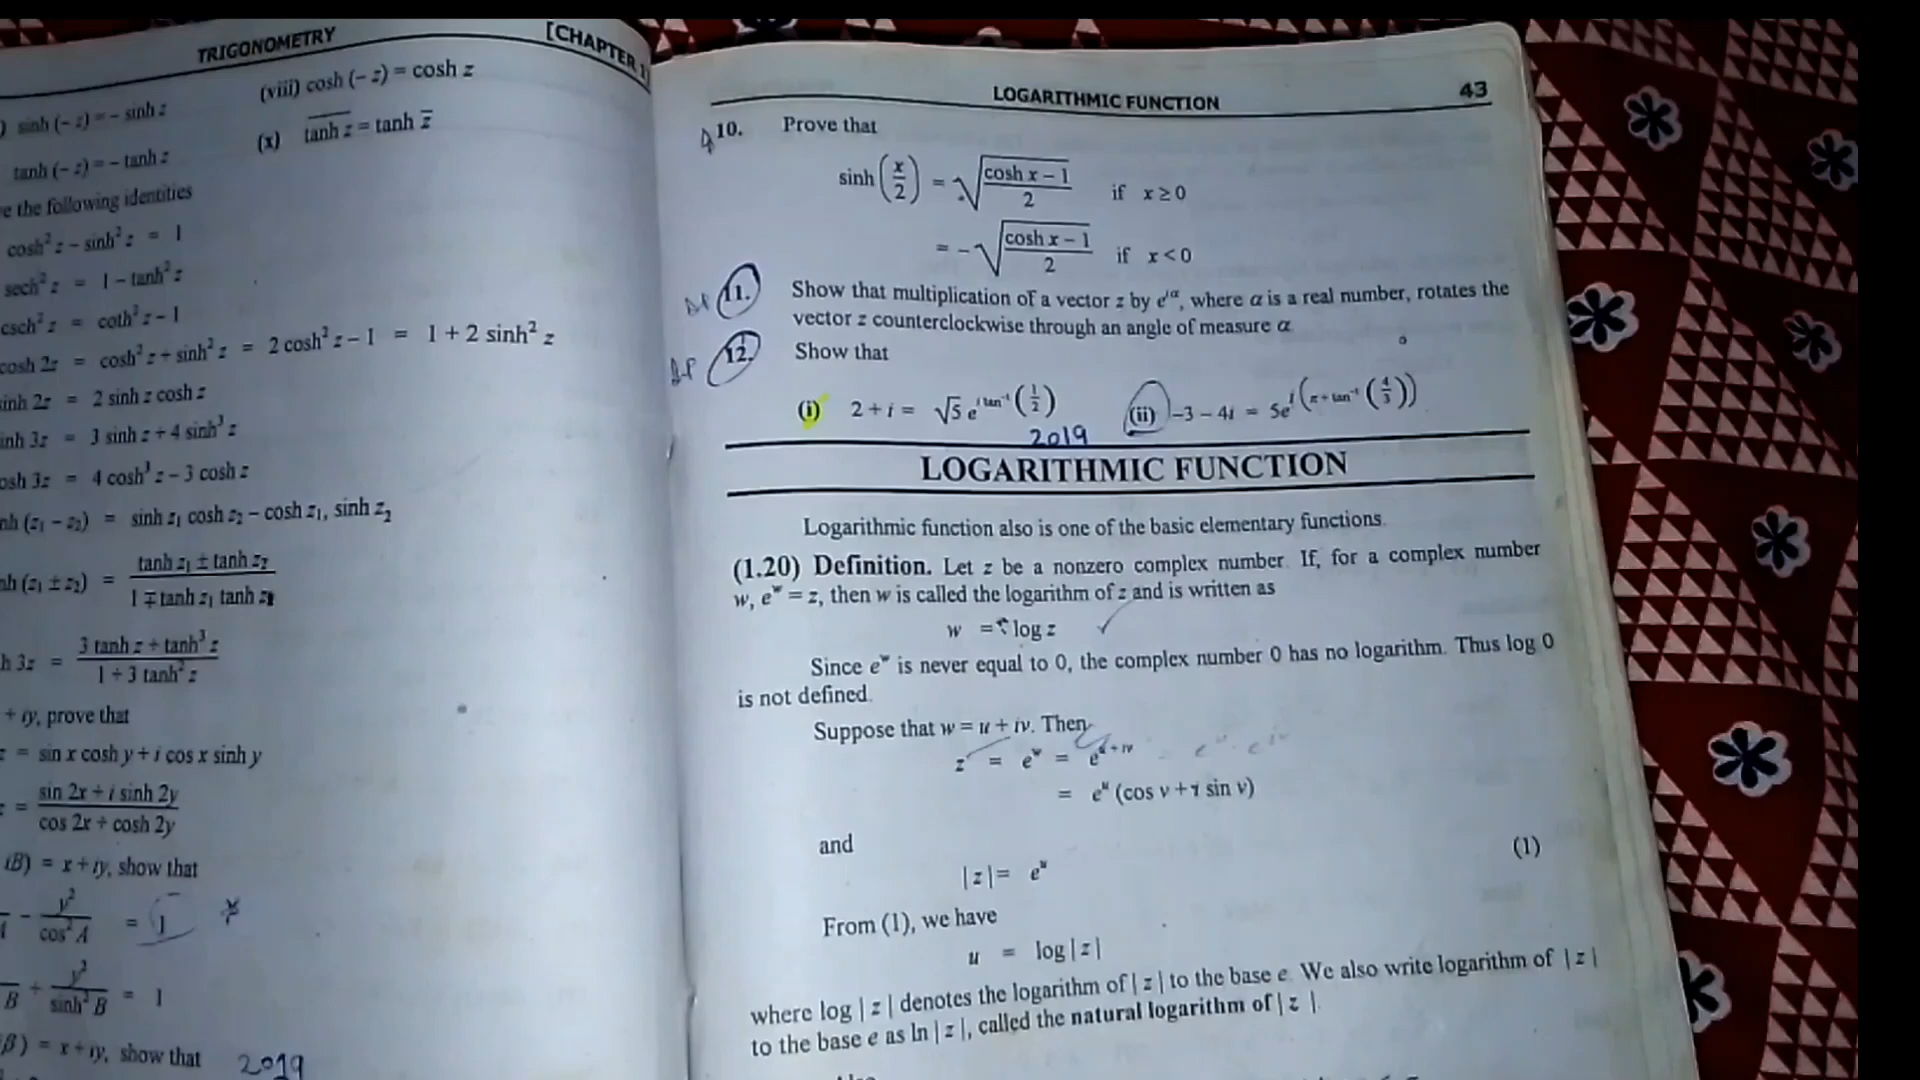 TRIGONOMETRY [CHAPTER 1]
) sinh (– z) = – sinh z (viii) cosh (– z) = cosh z
tanh (– z) = – tanh z (x) \overline{tanh z} = tanh \overline{z}
e the following identities
cosh² z – sinh² z = 1
sech² z = 1 – tanh² z
csch² z = coth² z – 1
cosh 2z = cosh² z + sinh² z = 2 cosh² z – 1 = 1 + 2 sinh² z
inh 2z = 2 sinh z cosh z
inh 3z = 3 sinh z + 4 sinh³ z
osh 3z = 4 cosh³ z – 3 cosh z
nh (z₁ – z₂) = sinh z₁ cosh z₂ – cosh z₁, sinh z₂
nh (z₁ ± z₂) = (tanh z₁ ± tanh z₂) / (1 ∓ tanh z₁ tanh z₂)
h 3z = (3 tanh z + tanh³ z) / (1 + 3 tanh² z)
+ iy, prove that
z = sin x cosh y + i cos x sinh y
z = (sin 2x + i sinh 2y) / (cos 2x + cosh 2y)
iB) = x + iy, show that
– y² / cos² A = 1
B + y² / sinh² B = 1
β) = x + iy, show that 2019
LOGARITHMIC FUNCTION 43
10. Prove that
sinh (x/2) = √((cosh x – 1) / 2) if x ≥ 0
= – √((cosh x – 1) / 2) if x < 0
11. Show that multiplication of a vector z by e^{iα}, where α is a real number, rotates the
vector z counterclockwise through an angle of measure α
12. Show that
(i) 2 + i = √5 e^{i tan⁻¹ (1/2)} (ii) –3 – 4i = 5e^{i (π + tan⁻¹ (4/3))}
2019
LOGARITHMIC FUNCTION
Logarithmic function also is one of the basic elementary functions.
(1.20) Definition. Let z be a nonzero complex number. If, for a complex number
w, e^w = z, then w is called the logarithm of z and is written as
w = log z
Since e^w is never equal to 0, the complex number 0 has no logarithm. Thus log 0
is not defined.
Suppose that w = u + iv. Then
z = e^w = e^{u + iv} = e^u · e^{iv}
= e^u (cos v + i sin v)
and (1)
| z | = e^u
From (1), we have
u = log | z |
where log | z | denotes the logarithm of | z | to the base e. We also write logarithm of | z |
to the base e as ln | z |, called the natural logarithm of | z |.